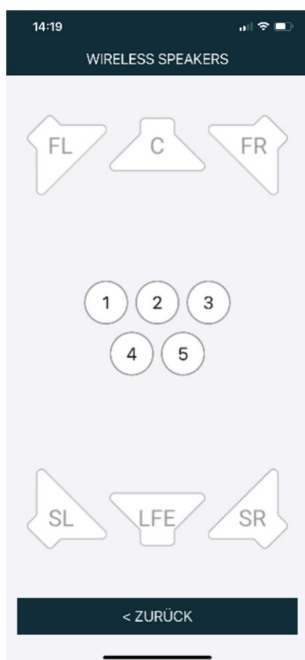 14:19
WIRELESS SPEAKERS
FL C FR
1 2 3
4 5
SL LFE SR
< ZURÜCK